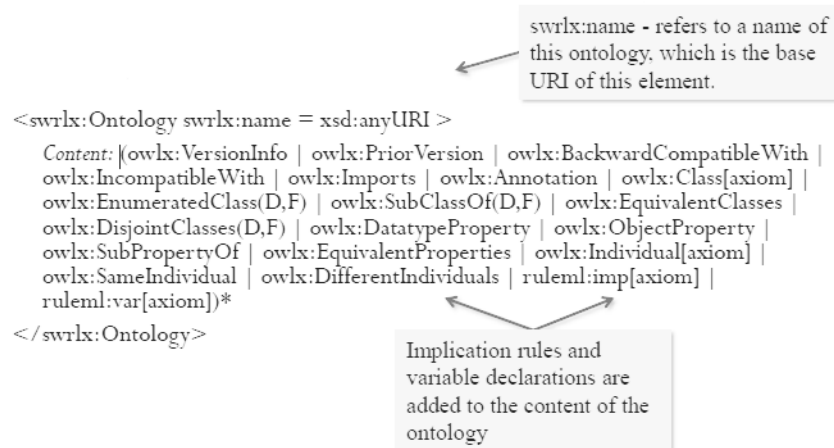 swrlx:name - refers to a name of
this ontology, which is the base
URI of this element.
<swrlx:Ontology swrlx:name = xsd:anyURI >
Content: (owlx:VersionInfo | owlx:PriorVersion | owlx:BackwardCompatibleWith |
owlx:IncompatibleWith | owlx:Imports | owlx:Annotation | owlx:Class[axiom] |
owlx:EnumeratedClass(D,F) | owlx:SubClassOf(D,F) | owlx:EquivalentClasses |
owlx:DisjointClasses(D,F) | owlx:DatatypeProperty | owlx:ObjectProperty |
owlx:SubPropertyOf | owlx:EquivalentProperties | owlx:Individual[axiom] |
owlx:SameIndividual | owlx:DifferentIndividuals | ruleml:imp[axiom] |
ruleml:var[axiom])*
</swrlx:Ontology>
Implication rules and
variable declarations are
added to the content of the
ontology